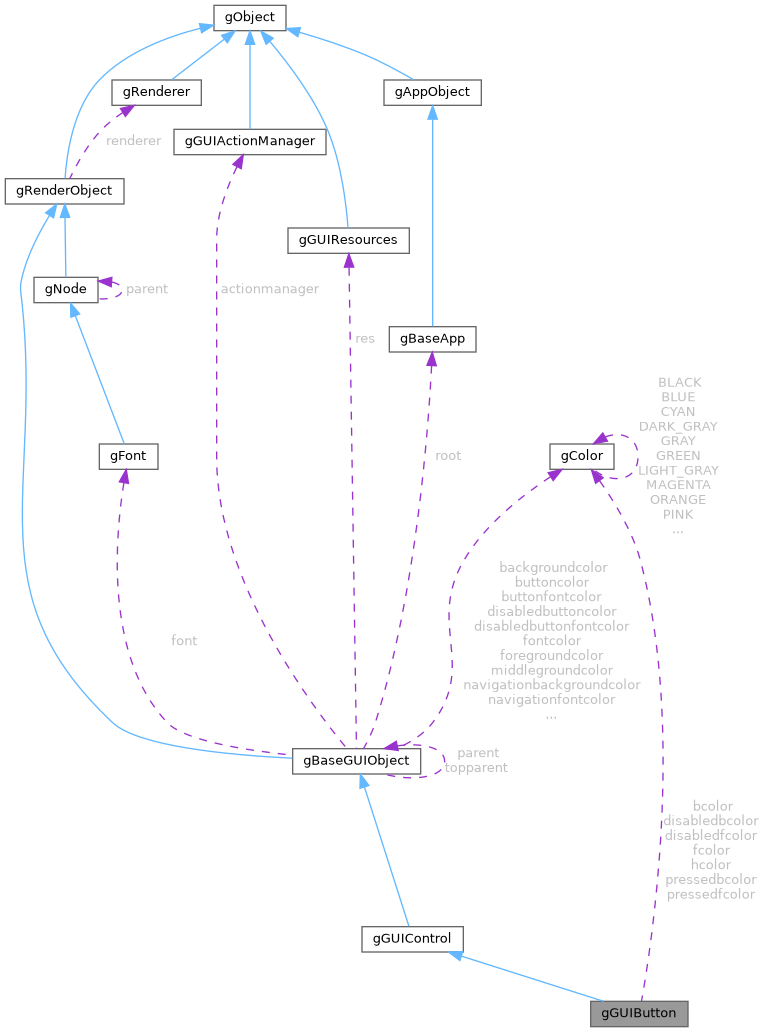 gObject
gRenderer
gAppObject
gGUIActionManager
renderer
gRenderObject
gGUIResources
gNode
parent
actionmanager
res
gBaseApp
BLACK
BLUE
CYAN
DARK_GRAY
GRAY
GREEN
LIGHT_GRAY
MAGENTA
ORANGE
PINK
...
gFont
root
gColor
backgroundcolor
buttoncolor
buttonfontcolor
disabledbuttoncolor
disabledbuttonfontcolor
fontcolor
foregroundcolor
middlegroundcolor
navigationbackgroundcolor
navigationfontcolor
...
font
gBaseGUIObject
parent
topparent
bcolor
disabledbcolor
disabledfcolor
fcolor
hcolor
pressedbcolor
pressedfcolor
gGUIControl
gGUIButton